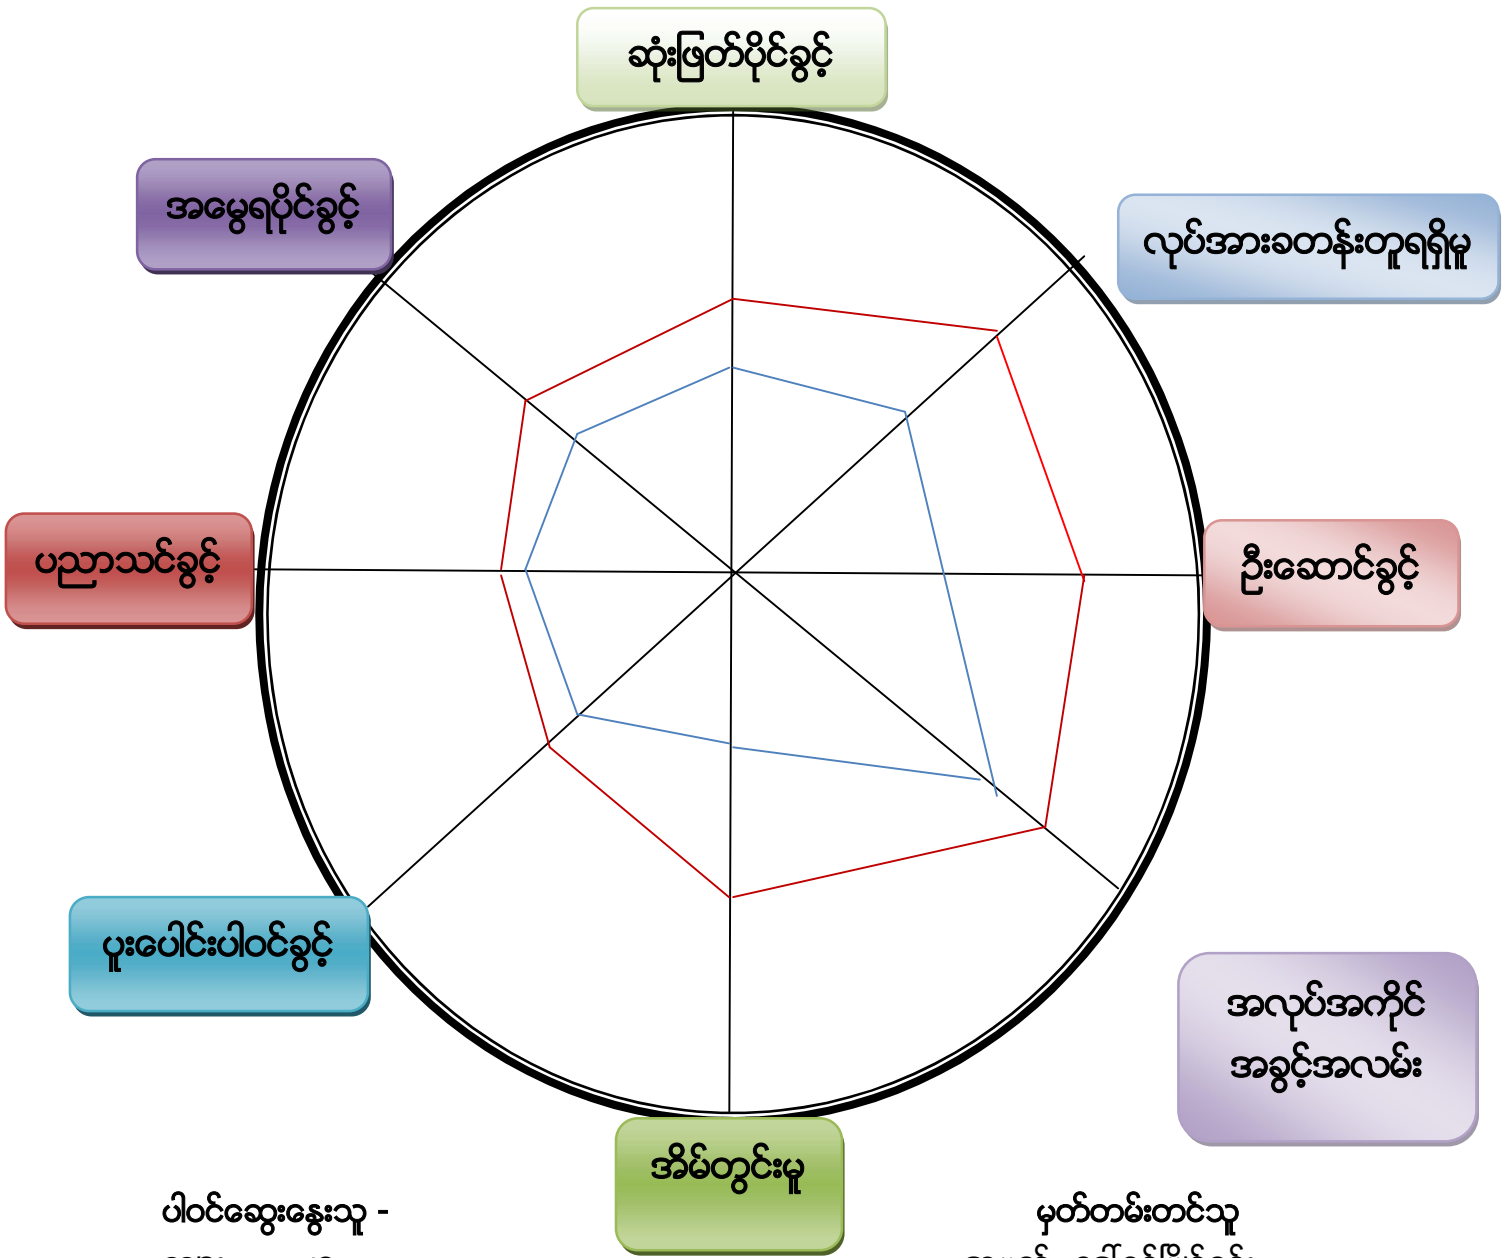 ဆုံးဖြတ်ပိုင်ခွင့်
အမွေရပိုင်ခွင့်
လုပ်အားခတန်းတူရရှိမှု
ပညာသင်ခွင့်
ဦးဆောင်ခွင့်
ပူးပေါင်းပါဝင်ခွင့်
အလုပ်အကိုင်
အခွင့်အလမ်း
အိမ်တွင်းမှု
ပါဝင်ဆွေးနွေးသူ -
မှတ်တမ်းတင်သူ